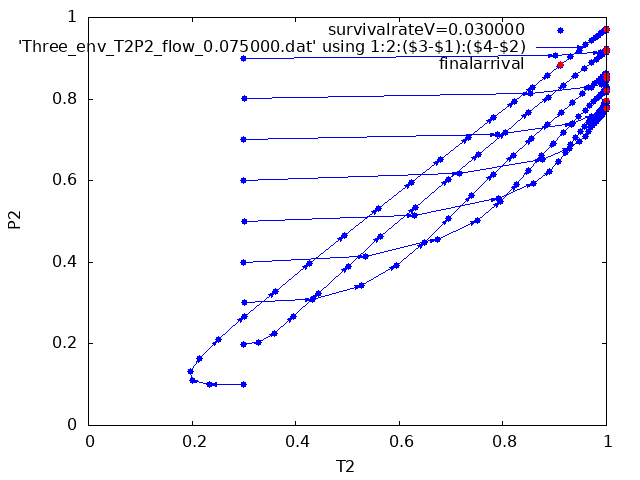 survivalrateV=0.030000
'Three_env_T2P2_flow_0.075000.dat' using 1:2:($3-$1):($4-$2)
finalarrival
1
0.8
0.6
0.4
0.2
0
P2
0 0.2 0.4 0.6 0.8 1
T2